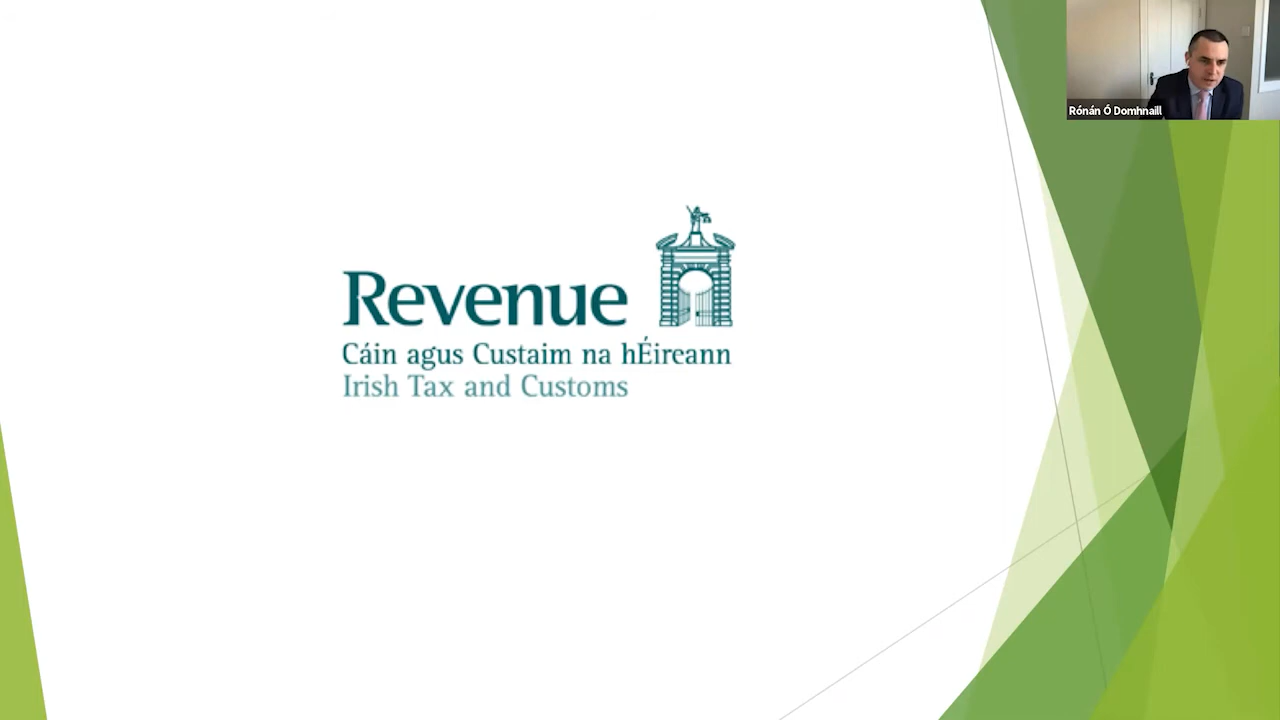 Rónán Ó Domhnaill
Revenue
Cáin agus Custaim na hÉireann
Irish Tax and Customs